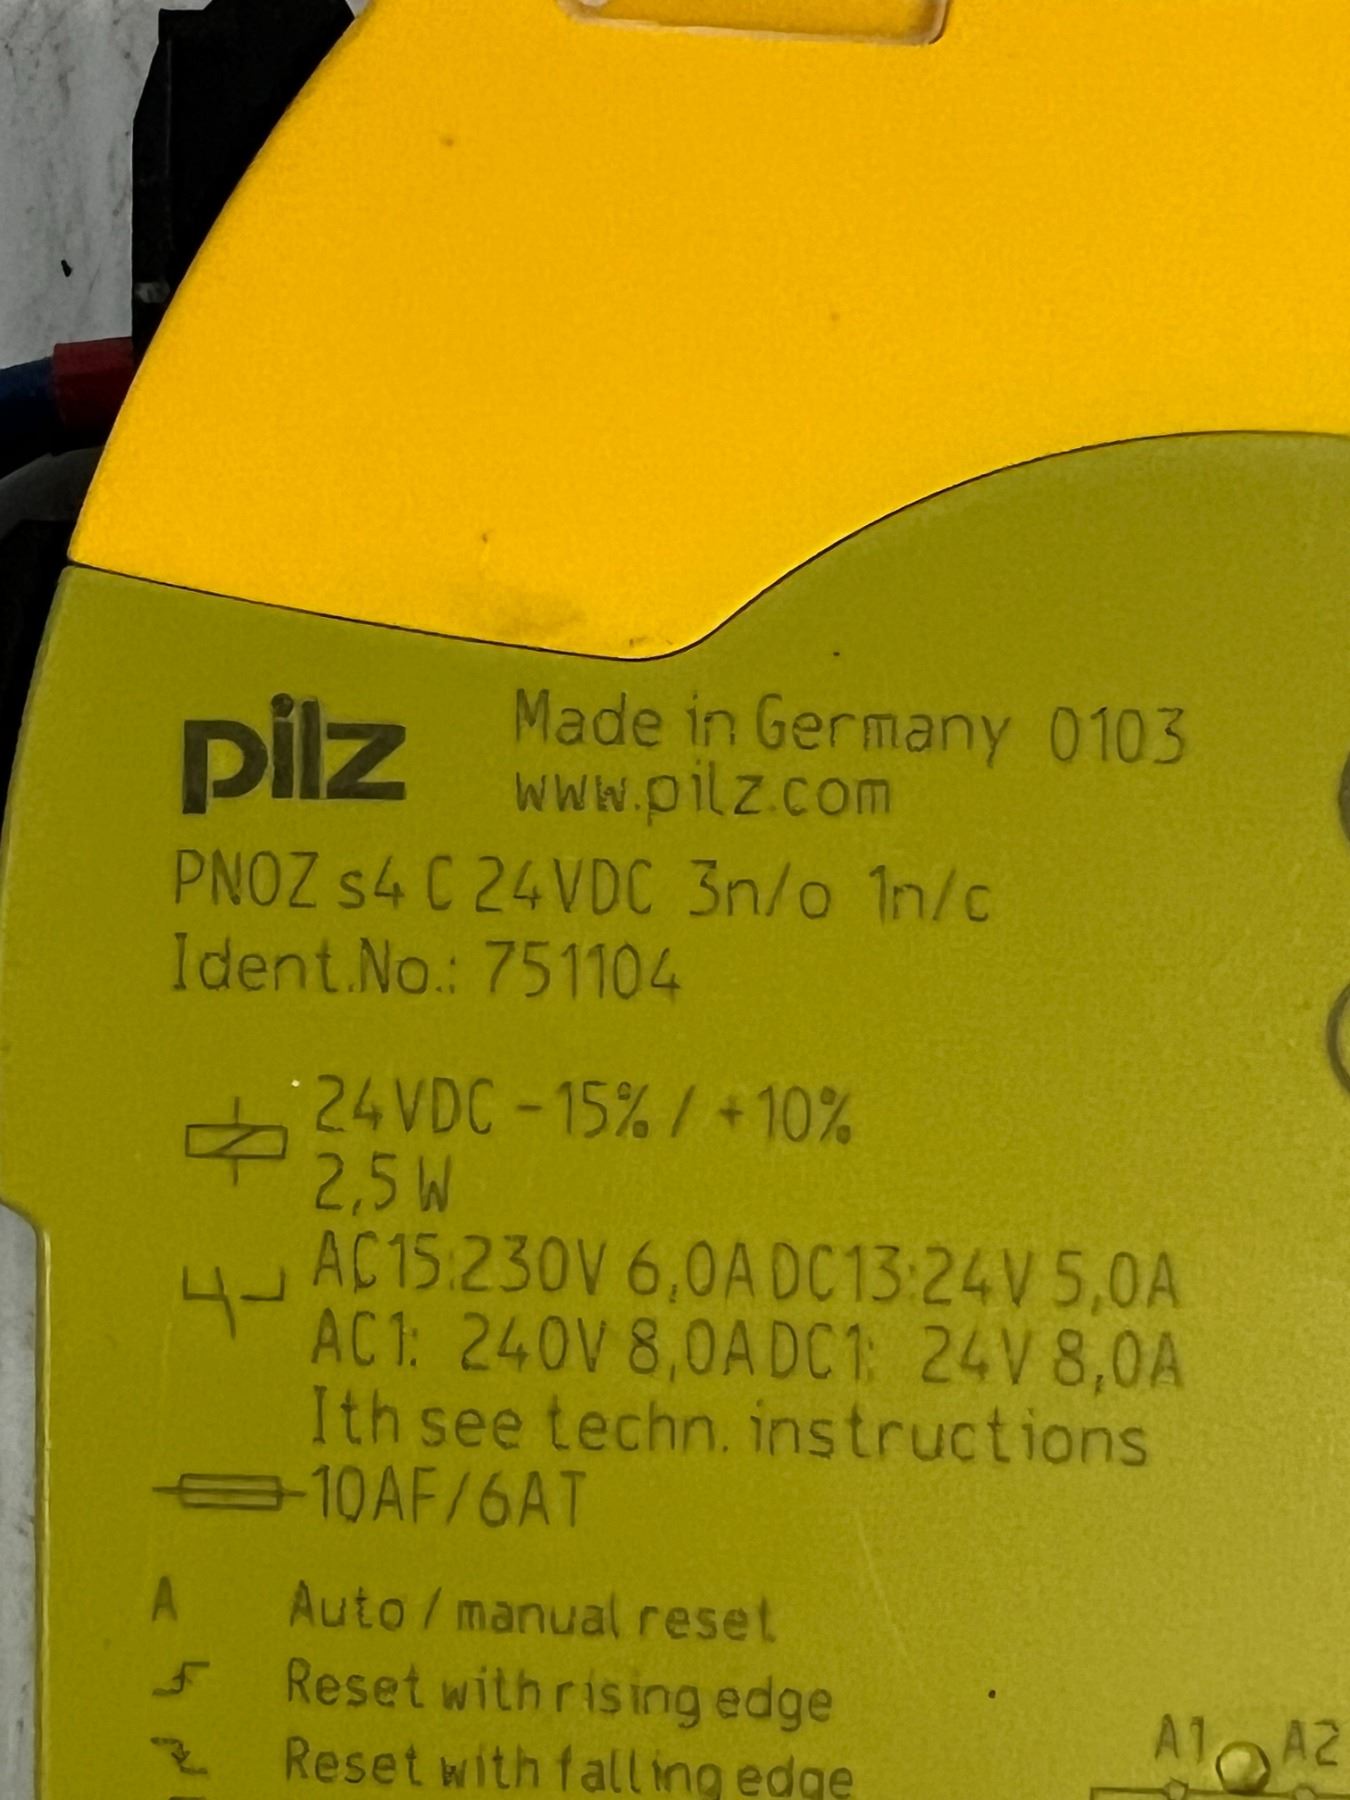 pilz
Made in Germany 0103
www.pilz.com
PNOZ s4 C 24VDC 3n/o 1n/c
Ident.No.: 751104
24VDC -15% / +10%
2,5 W
AC15:230V 6,0A DC13:24V 5,0A
AC1: 240V 8,0A DC1: 24V 8,0A
Ith see techn. instructions
10AF/6AT
A Auto / manual reset
Reset with rising edge
Reset with falling edge
A1 A2